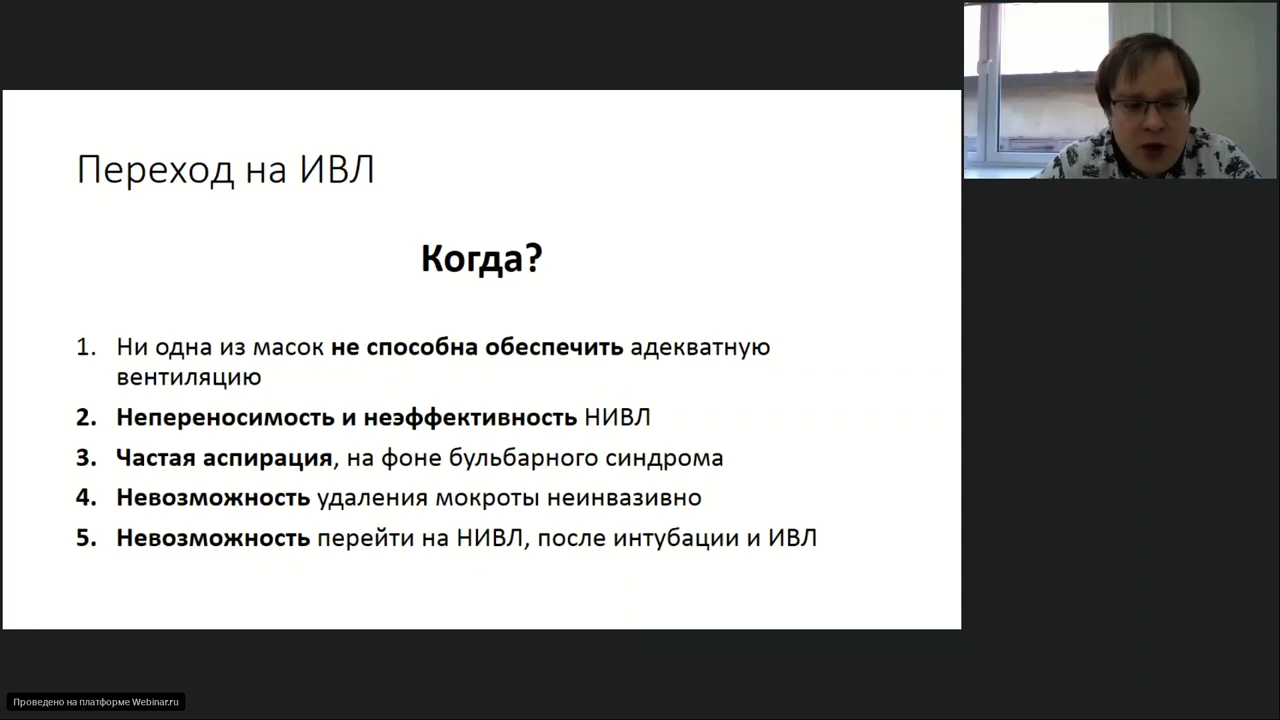 Переход на ИВЛ
Когда?
1. Ни одна из масок не способна обеспечить адекватную
вентиляцию
2. Непереносимость и неэффективность НИВЛ
3. Частая аспирация, на фоне бульбарного синдрома
4. Невозможность удаления мокроты неинвазивно
5. Невозможность перейти на НИВЛ, после интубации и ИВЛ
Проведено на платформе Webinar.ru